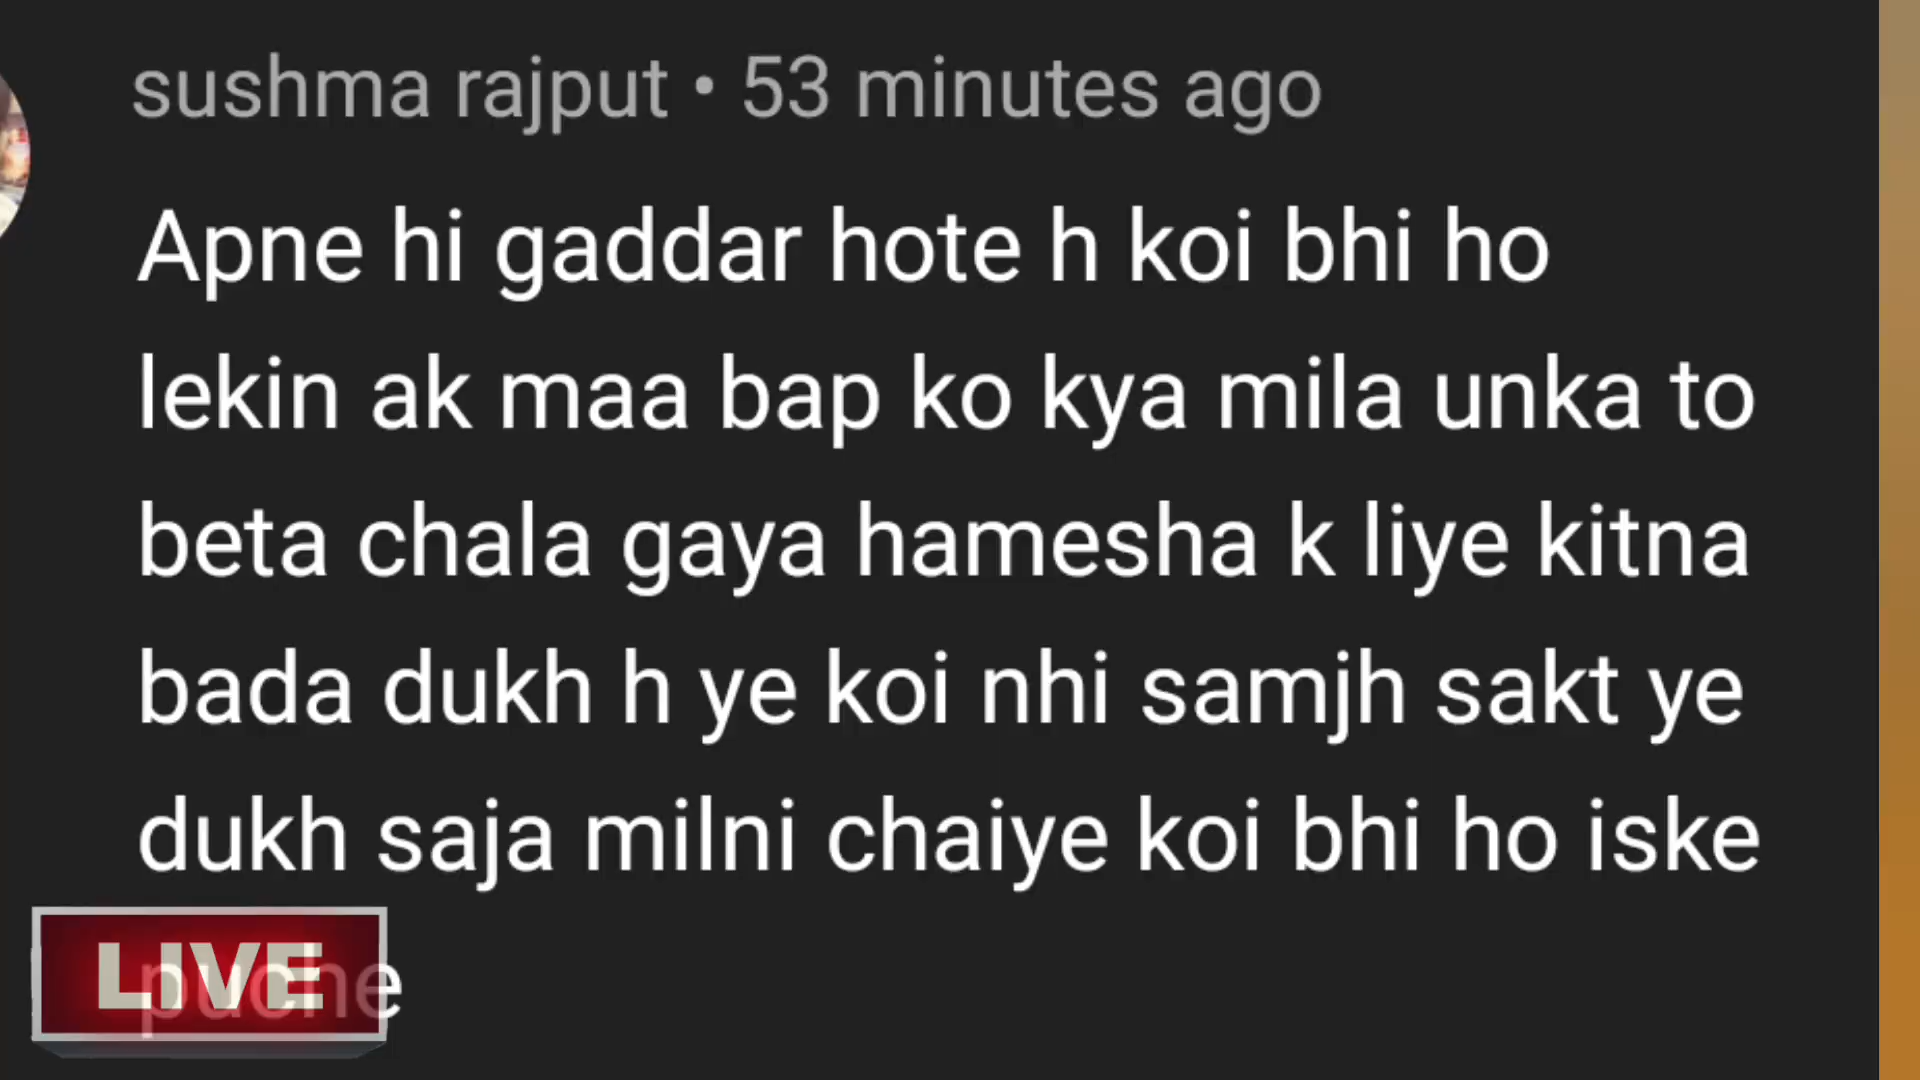 sushma rajput • 53 minutes ago
Apne hi gaddar hote h koi bhi ho
lekin ak maa bap ko kya mila unka to
beta chala gaya hamesha k liye kitna
bada dukh h ye koi nhi samjh sakt ye
dukh saja milni chaiye koi bhi ho iske
puche
LIVE